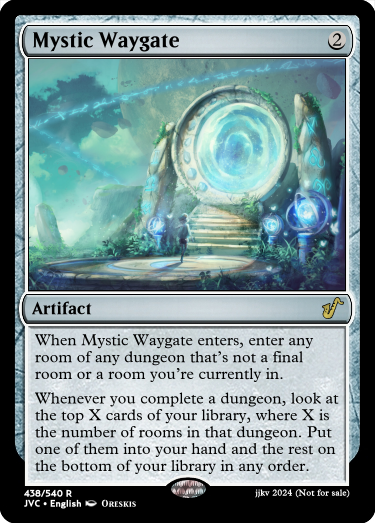 Mystic Waygate 2
Artifact
When Mystic Waygate enters, enter any
room of any dungeon that's not a final
room or a room you're currently in.
Whenever you complete a dungeon, look at
the top X cards of your library, where X is
the number of rooms in that dungeon. Put
one of them into your hand and the rest on
the bottom of your library in any order.
438/540 R
JVC • English Oreskis
jjkv 2024 (Not for sale)